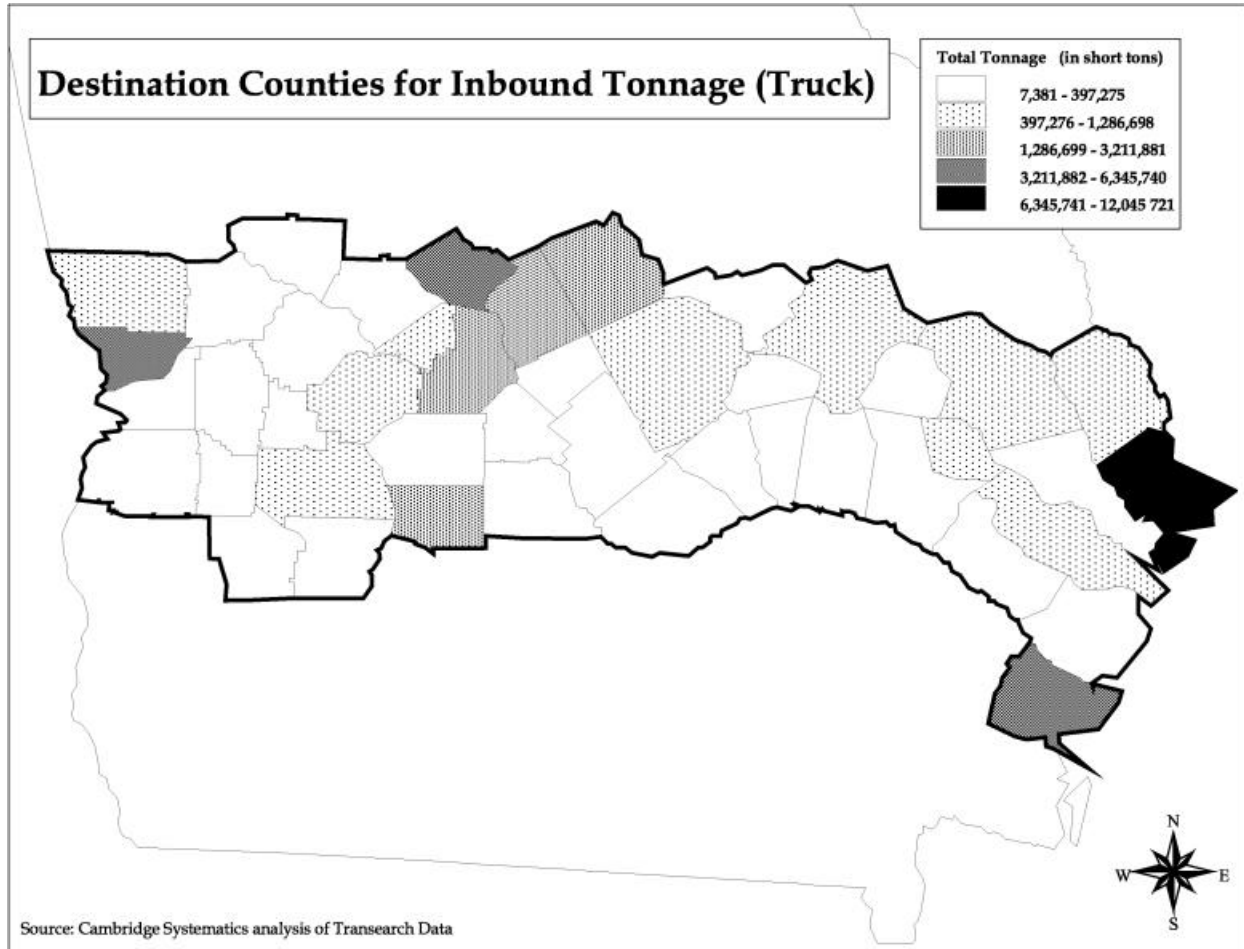 Destination Counties for Inbound Tonnage (Truck)
Total Tonnage (in short tons)
7,381 - 397,275
397,276 - 1,286,698
1,286,699 - 3,211,881
3,211,882 - 6,345,740
6,345,741 - 12,045 721
N
W E
S
Source: Cambridge Systematics analysis of Transearch Data